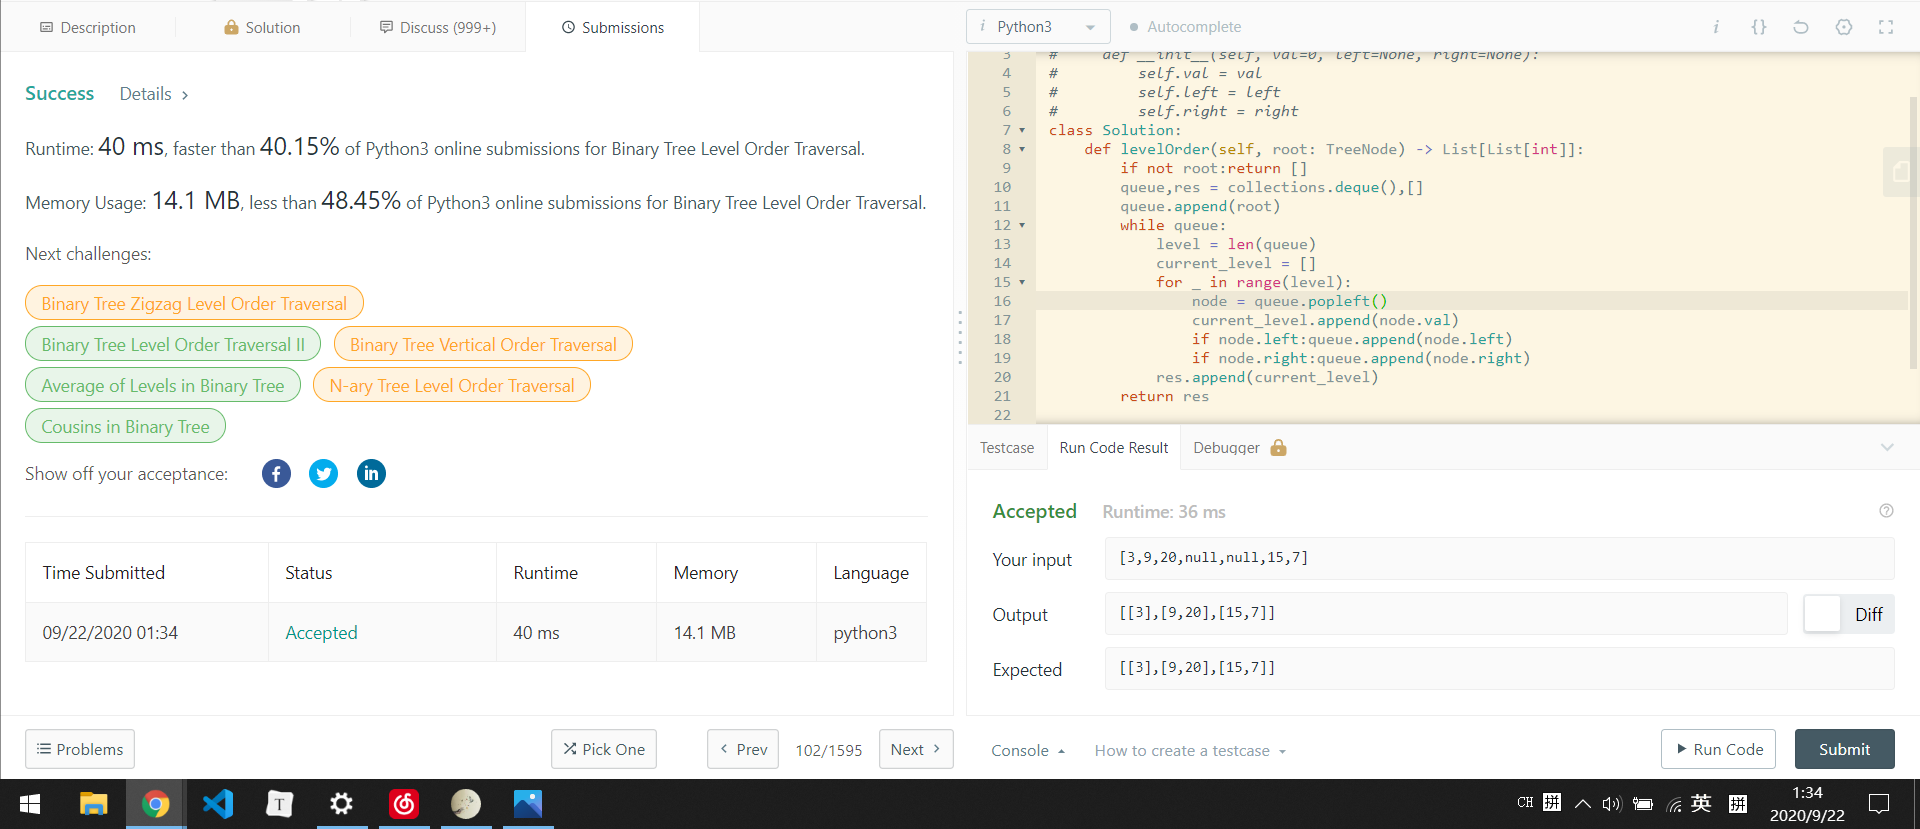 Description
Solution
Discuss (999+)
Submissions
Success Details >
Runtime: 40 ms, faster than 40.15% of Python3 online submissions for Binary Tree Level Order Traversal.
Memory Usage: 14.1 MB, less than 48.45% of Python3 online submissions for Binary Tree Level Order Traversal.
Next challenges:
Binary Tree Zigzag Level Order Traversal
Binary Tree Level Order Traversal II
Binary Tree Vertical Order Traversal
Average of Levels in Binary Tree
N-ary Tree Level Order Traversal
Cousins in Binary Tree
Show off your acceptance:
Time Submitted Status Runtime Memory Language
09/22/2020 01:34 Accepted 40 ms 14.1 MB python3
Problems
Pick One
Prev
102/1595
Next
i Python3
Autocomplete
3 # def __init__(self, val=0, left=None, right=None):
4 # self.val = val
5 # self.left = left
6 # self.right = right
7 class Solution:
8 def levelOrder(self, root: TreeNode) -> List[List[int]]:
9 if not root:return []
10 queue,res = collections.deque(),[]
11 queue.append(root)
12 while queue:
13 level = len(queue)
14 current_level = []
15 for _ in range(level):
16 node = queue.popleft()
17 current_level.append(node.val)
18 if node.left:queue.append(node.left)
19 if node.right:queue.append(node.right)
20 res.append(current_level)
21 return res
22
Testcase
Run Code Result
Debugger
Accepted Runtime: 36 ms
Your input [3,9,20,null,null,15,7]
Output [[3],[9,20],[15,7]] Diff
Expected [[3],[9,20],[15,7]]
Console
How to create a testcase
Run Code
Submit
T
CH 拼
英 拼
1:34
2020/9/22